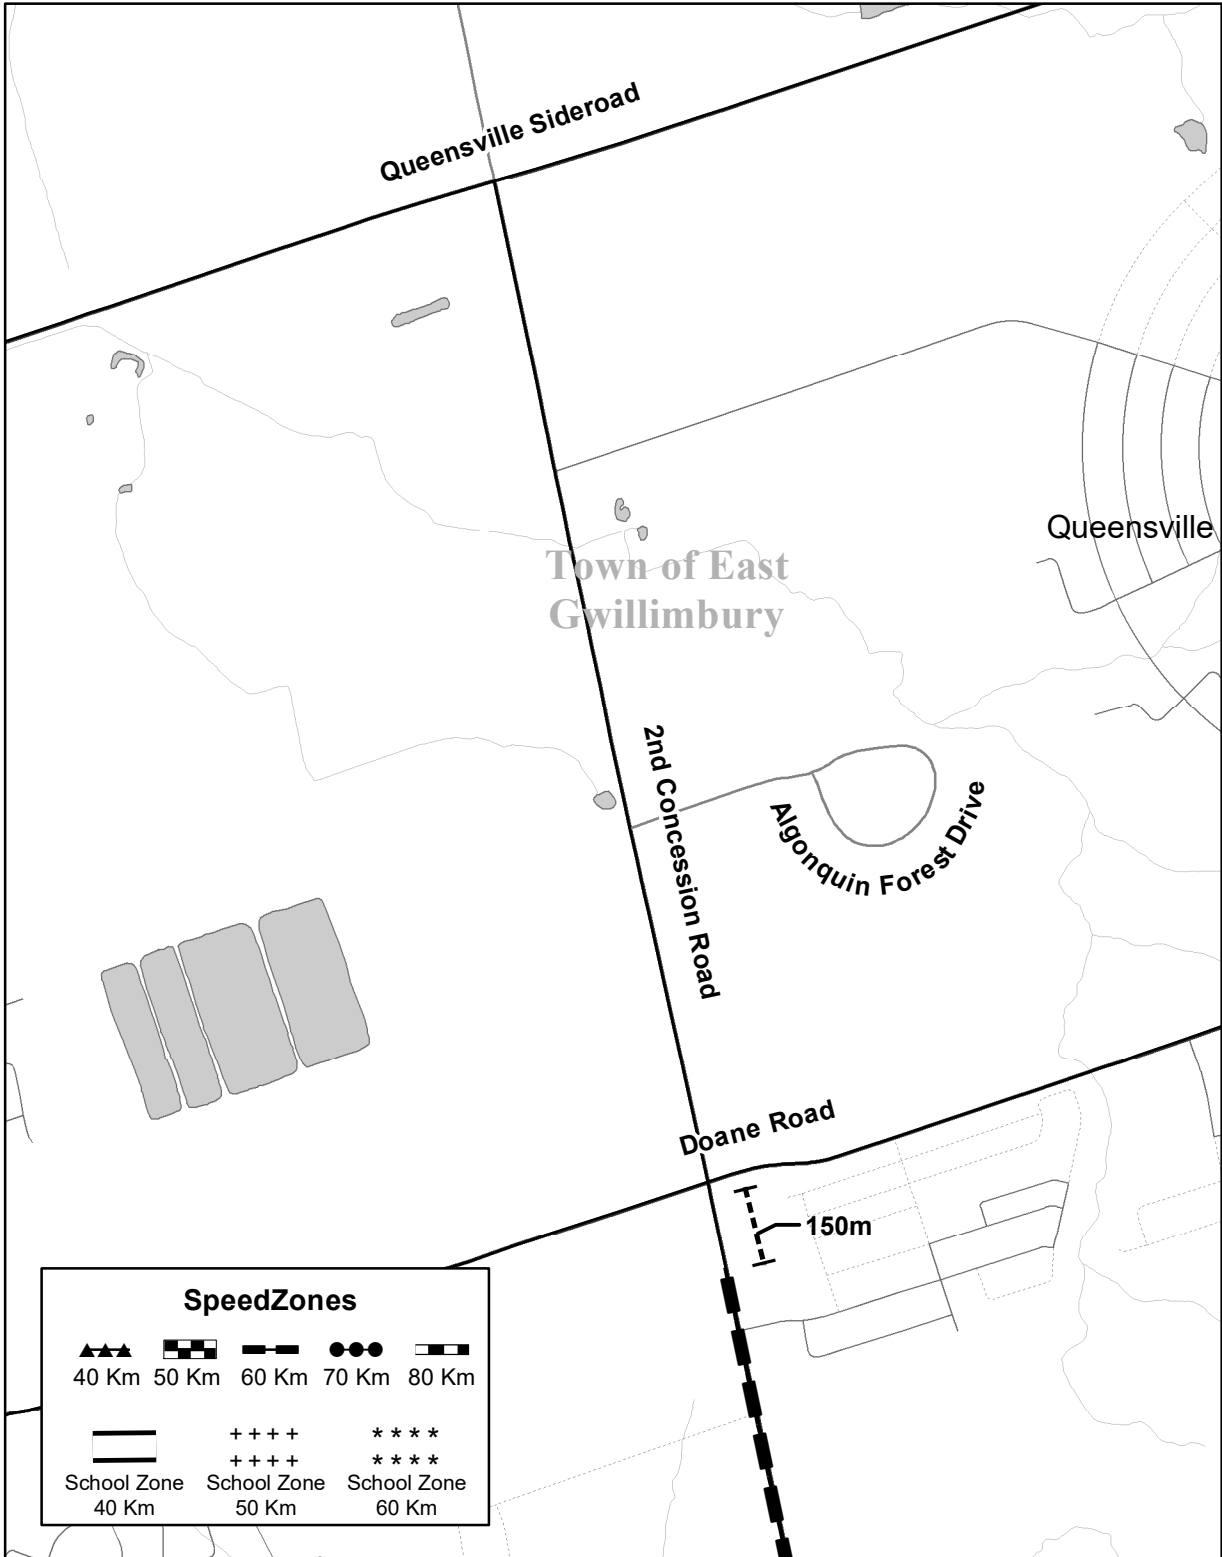 Queensville Sideroad
Queensville
Town of East
Gwillimbury
2nd Concession Road
Algonquin Forest Drive
Doane Road
150m
SpeedZones
40 Km 50 Km 60 Km 70 Km 80 Km
++++ ****
++++ ****
School Zone School Zone School Zone
40 Km 50 Km 60 Km